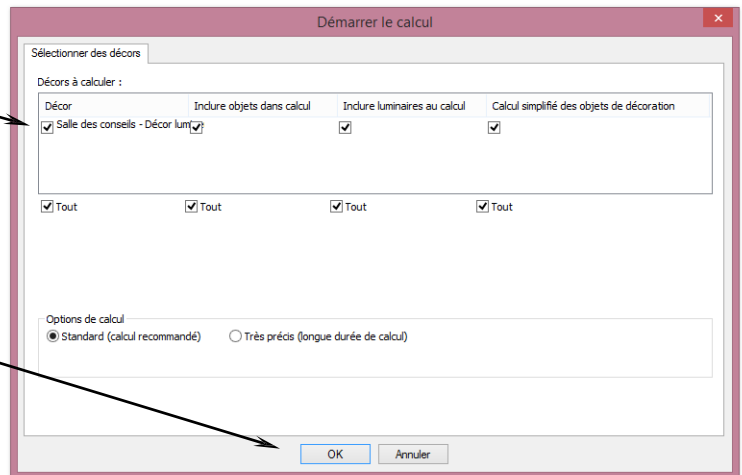 Démarrer le calcul
Sélectionner des décors
Décors à calculer :
Décor Inclure objets dans calcul Inclure luminaires au calcul Calcul simplifié des objets de décoration
Salle des conseils - Décor
Tout Tout Tout Tout
Options de calcul
Standard (calcul recommandé) Très précis (longue durée de calcul)
OK Annuler